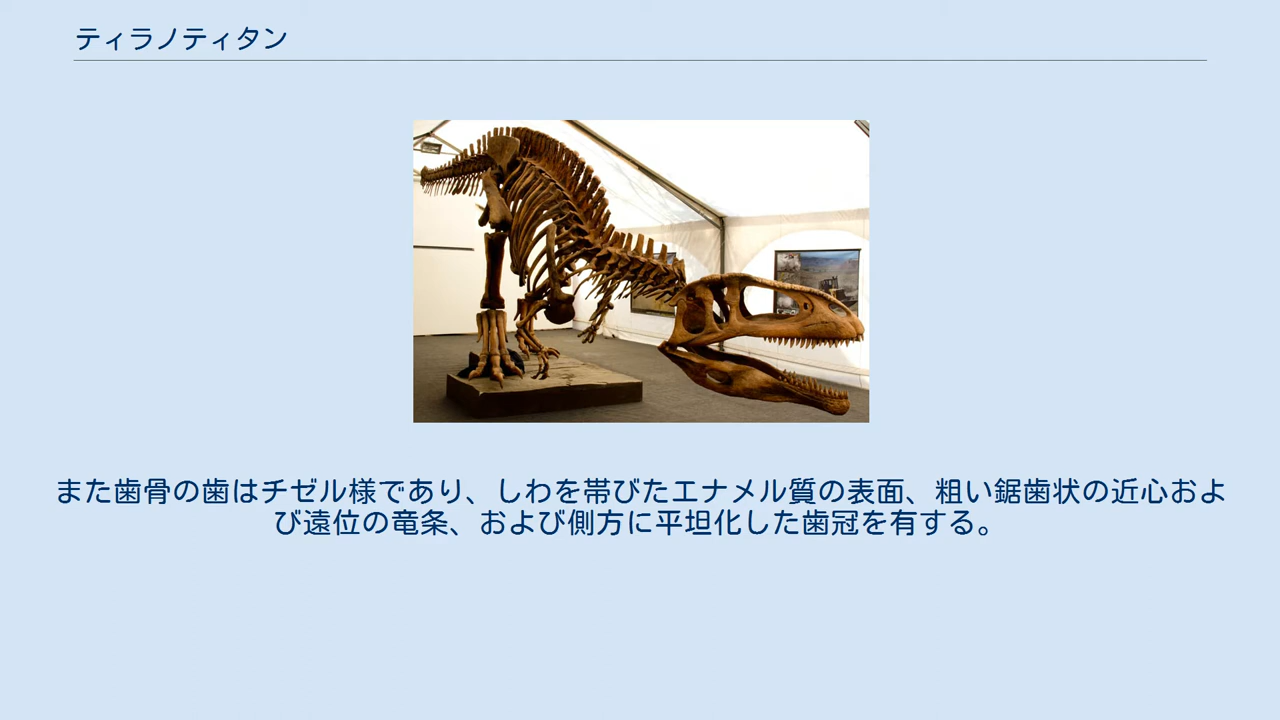 ティラノティタン
また歯骨の歯はチゼル様であり、しわを帯びたエナメル質の表面、粗い鋸歯状の近心およ
び遠位の竜条、および側方に平坦化した歯冠を有する。